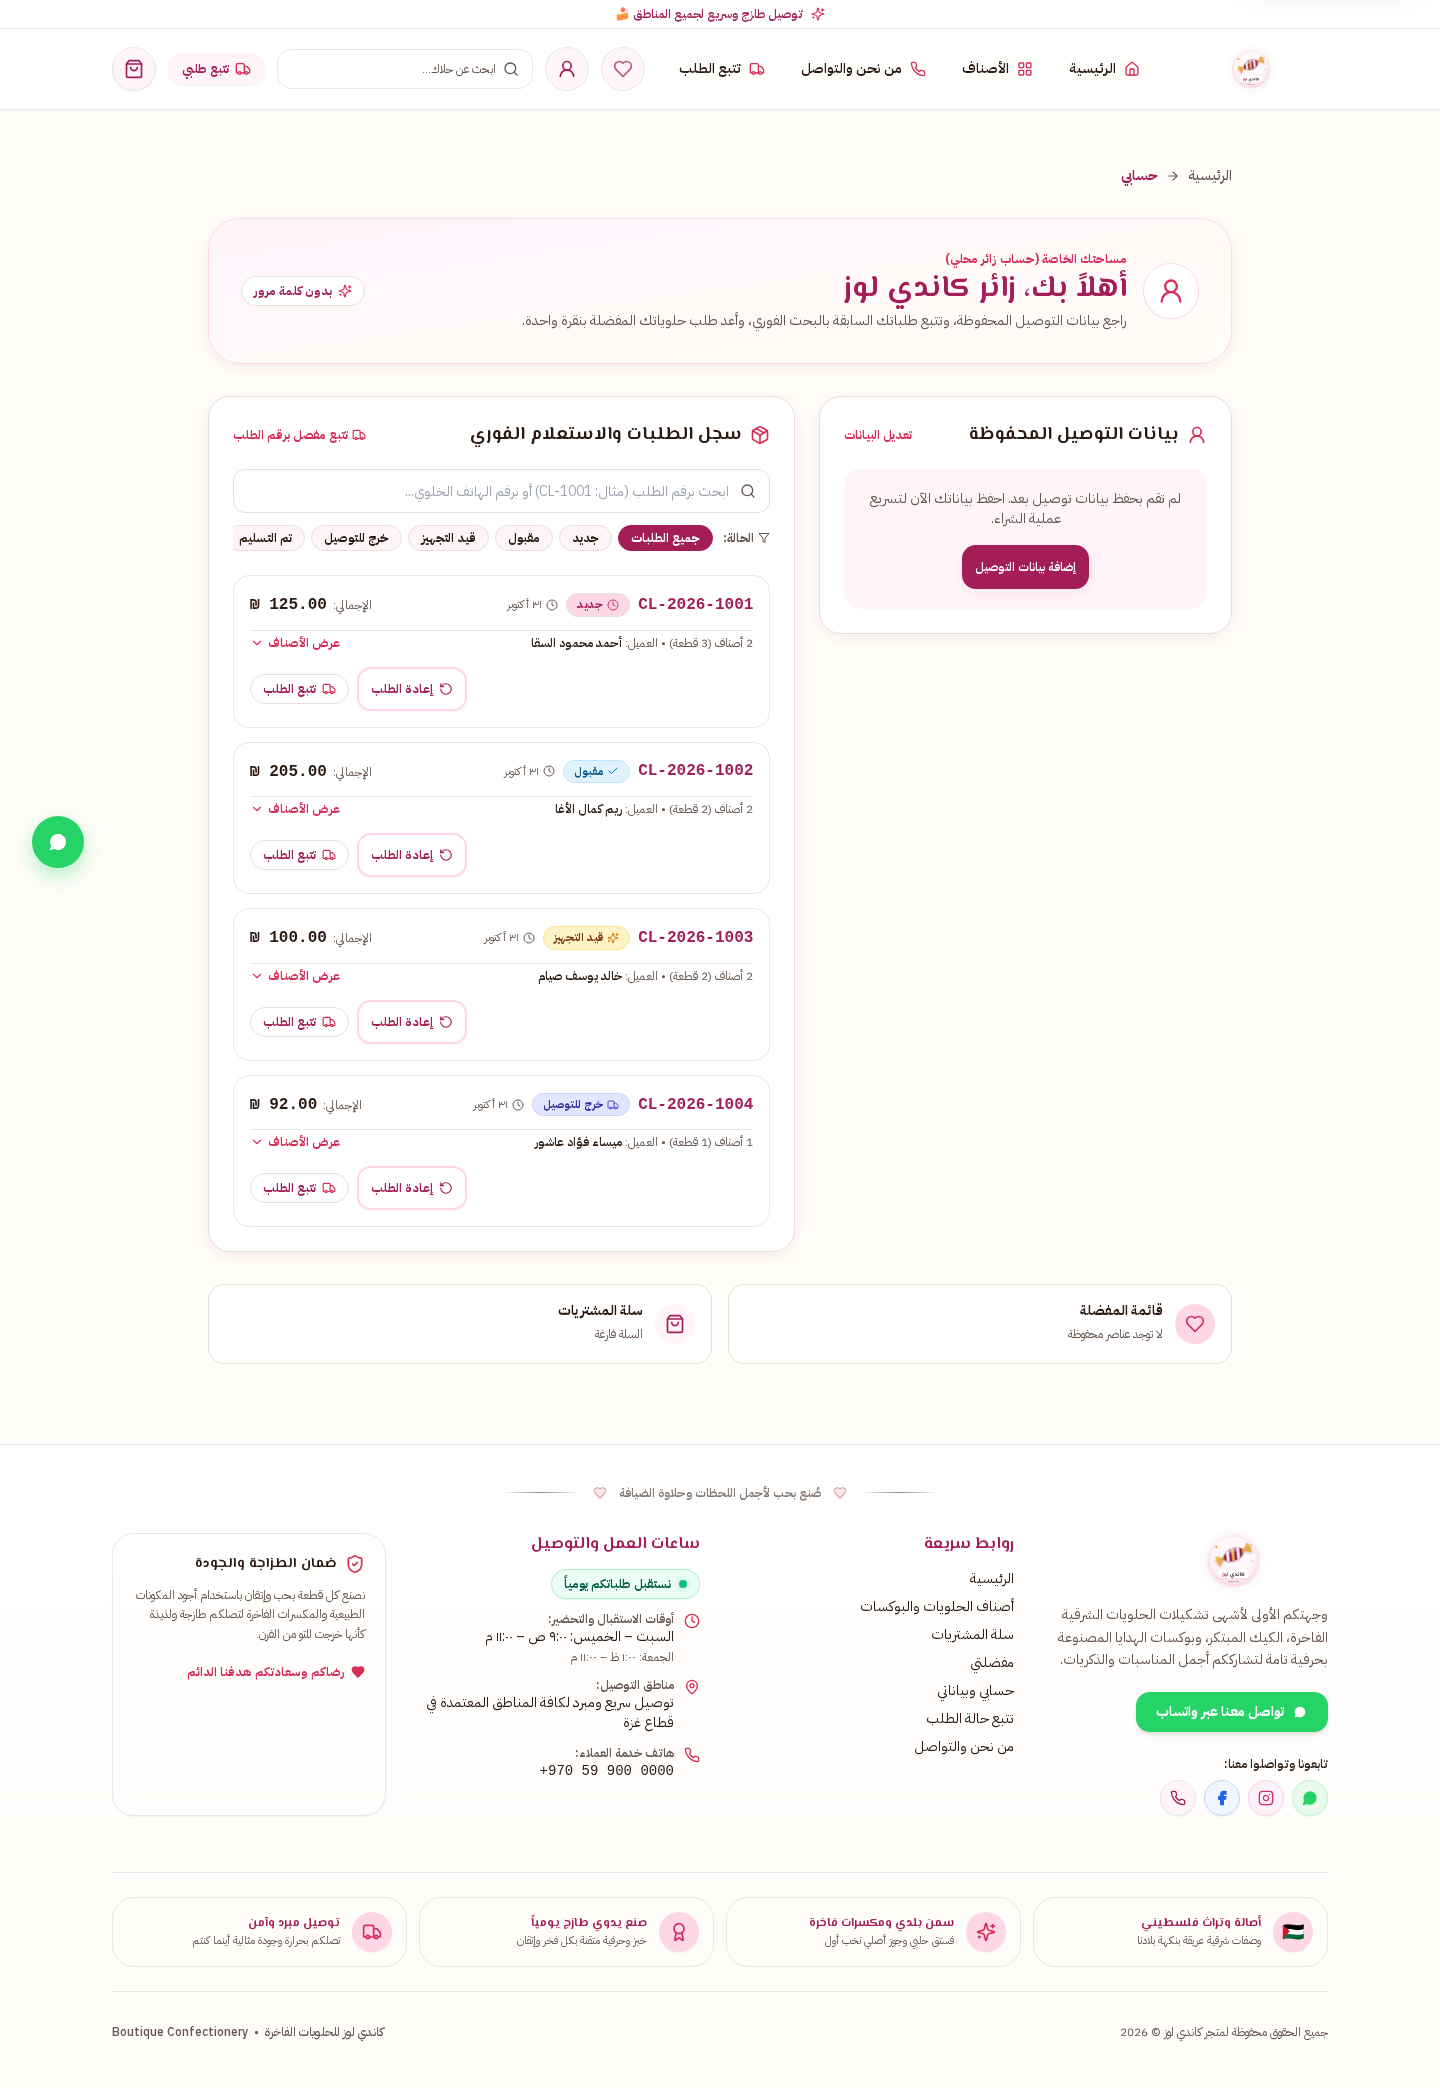 توصيل طازج وسريع لجميع المناطق 🍰
الرئيسية
الأصناف
من نحن والتواصل
تتبع الطلب
ابحث عن حلاك...
تتبع طلبي
الرئيسية
حسابي
مساحتك الخاصة (حساب زائر محلي)
أهلاً بك، زائر كاندي لوز
راجع بيانات التوصيل المحفوظة، وتتبع طلباتك السابقة بالبحث الفوري، وأعد طلب حلوياتك المفضلة بنقرة واحدة.
بدون كلمة مرور
بيانات التوصيل المحفوظة
تعديل البيانات
لم تقم بحفظ بيانات توصيل بعد. احفظ بياناتك الآن لتسريع
عملية الشراء.
إضافة بيانات التوصيل
سجل الطلبات والاستعلام الفوري
تتبع مفصل برقم الطلب
ابحث برقم الطلب (مثال: CL-1001) أو برقم الهاتف الخلوي...
الحالة:
جميع الطلبات
جديد
مقبول
قيد التجهيز
خرج للتوصيل
تم التسليم
CL-2026-1001
جديد
٣١ أكتوبر
الإجمالي: 125.00 ₪
2 أصناف (3 قطعة) • العميل: أحمد محمود السقا
عرض الأصناف
إعادة الطلب
تتبع الطلب
CL-2026-1002
مقبول
٣١ أكتوبر
الإجمالي: 205.00 ₪
2 أصناف (2 قطعة) • العميل: ريم كمال الأغا
عرض الأصناف
إعادة الطلب
تتبع الطلب
CL-2026-1003
قيد التجهيز
٣١ أكتوبر
الإجمالي: 100.00 ₪
2 أصناف (2 قطعة) • العميل: خالد يوسف صيام
عرض الأصناف
إعادة الطلب
تتبع الطلب
CL-2026-1004
خرج للتوصيل
٣١ أكتوبر
الإجمالي: 92.00 ₪
1 أصناف (1 قطعة) • العميل: ميساء فؤاد عاشور
عرض الأصناف
إعادة الطلب
تتبع الطلب
قائمة المفضلة
لا توجد عناصر محفوظة
سلة المشتريات
السلة فارغة
صُنع بحب لأجمل اللحظات وحلاوة الضيافة
كاندي لوز
وجهتكم الأولى لأشهى تشكيلات الحلويات الشرقية
الفاخرة، الكيك المبتكر، وبوكسات الهدايا المصنوعة
بحرفية تامة لتشارككم أجمل المناسبات والذكريات.
تواصل معنا عبر واتساب
تابعونا وتواصلوا معنا:
روابط سريعة
الرئيسية
أصناف الحلويات والبوكسات
سلة المشتريات
مفضلتي
حسابي وبياناتي
تتبع حالة الطلب
من نحن والتواصل
ساعات العمل والتوصيل
نستقبل طلباتكم يومياً
أوقات الاستقبال والتحضير:
السبت – الخميس: ٩:٠٠ ص – ١١:٠٠ م
الجمعة: ١:٠٠ ظ – ١١:٠٠ م
مناطق التوصيل:
توصيل سريع ومبرد لكافة المناطق المعتمدة في
قطاع غزة
هاتف خدمة العملاء:
+970 59 900 0000
ضمان الطزاجة والجودة
نصنع كل قطعة بحب وإتقان باستخدام أجود المكونات
الطبيعية والمكسرات الفاخرة لتصلكم طازجة ولذيذة
كأنها خرجت للتو من الفرن.
رضاكم وسعادتكم هدفنا الدائم
أصالة وتراث فلسطيني
وصفات شرقية عريقة بنكهة بلادنا
سمن بلدي ومكسرات فاخرة
فستق حلبي وجوز أصلي نخب أول
صنع يدوي طازج يومياً
خبز وحرفية متقنة بكل فخر وإتقان
توصيل مبرد وآمن
تصلكم بحرارة وجودة مثالية أينما كنتم
جميع الحقوق محفوظة لمتجر كاندي لوز © 2026
كاندي لوز للحلويات الفاخرة • Boutique Confectionery